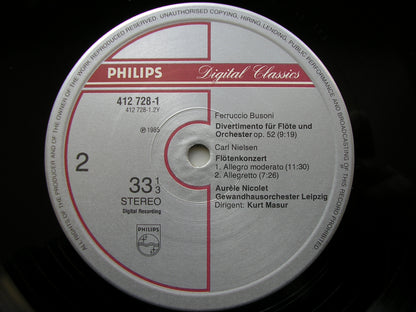 ALL RIGHTS OF THE PRODUCER AND OF THE OWNER OF THE WORK REPRODUCED RESERVED. UNAUTHORISED COPYING, HIRING, LENDING, PUBLIC PERFORMANCE AND BROADCASTING OF THIS RECORD PROHIBITED
PHILIPS
Digital Classics
412 728-1
412 728-1.2Y
℗ 1985
2
33 1/3
STEREO
Digital Recording
PHILIPS
Ferruccio Busoni
Divertimento für Flöte und
Orchester op. 52 (9:19)
Carl Nielsen
Flötenkonzert
1. Allegro moderato (11:30)
2. Allegretto (7:26)
Aurèle Nicolet
Gewandhausorchester Leipzig
Dirigent: Kurt Masur